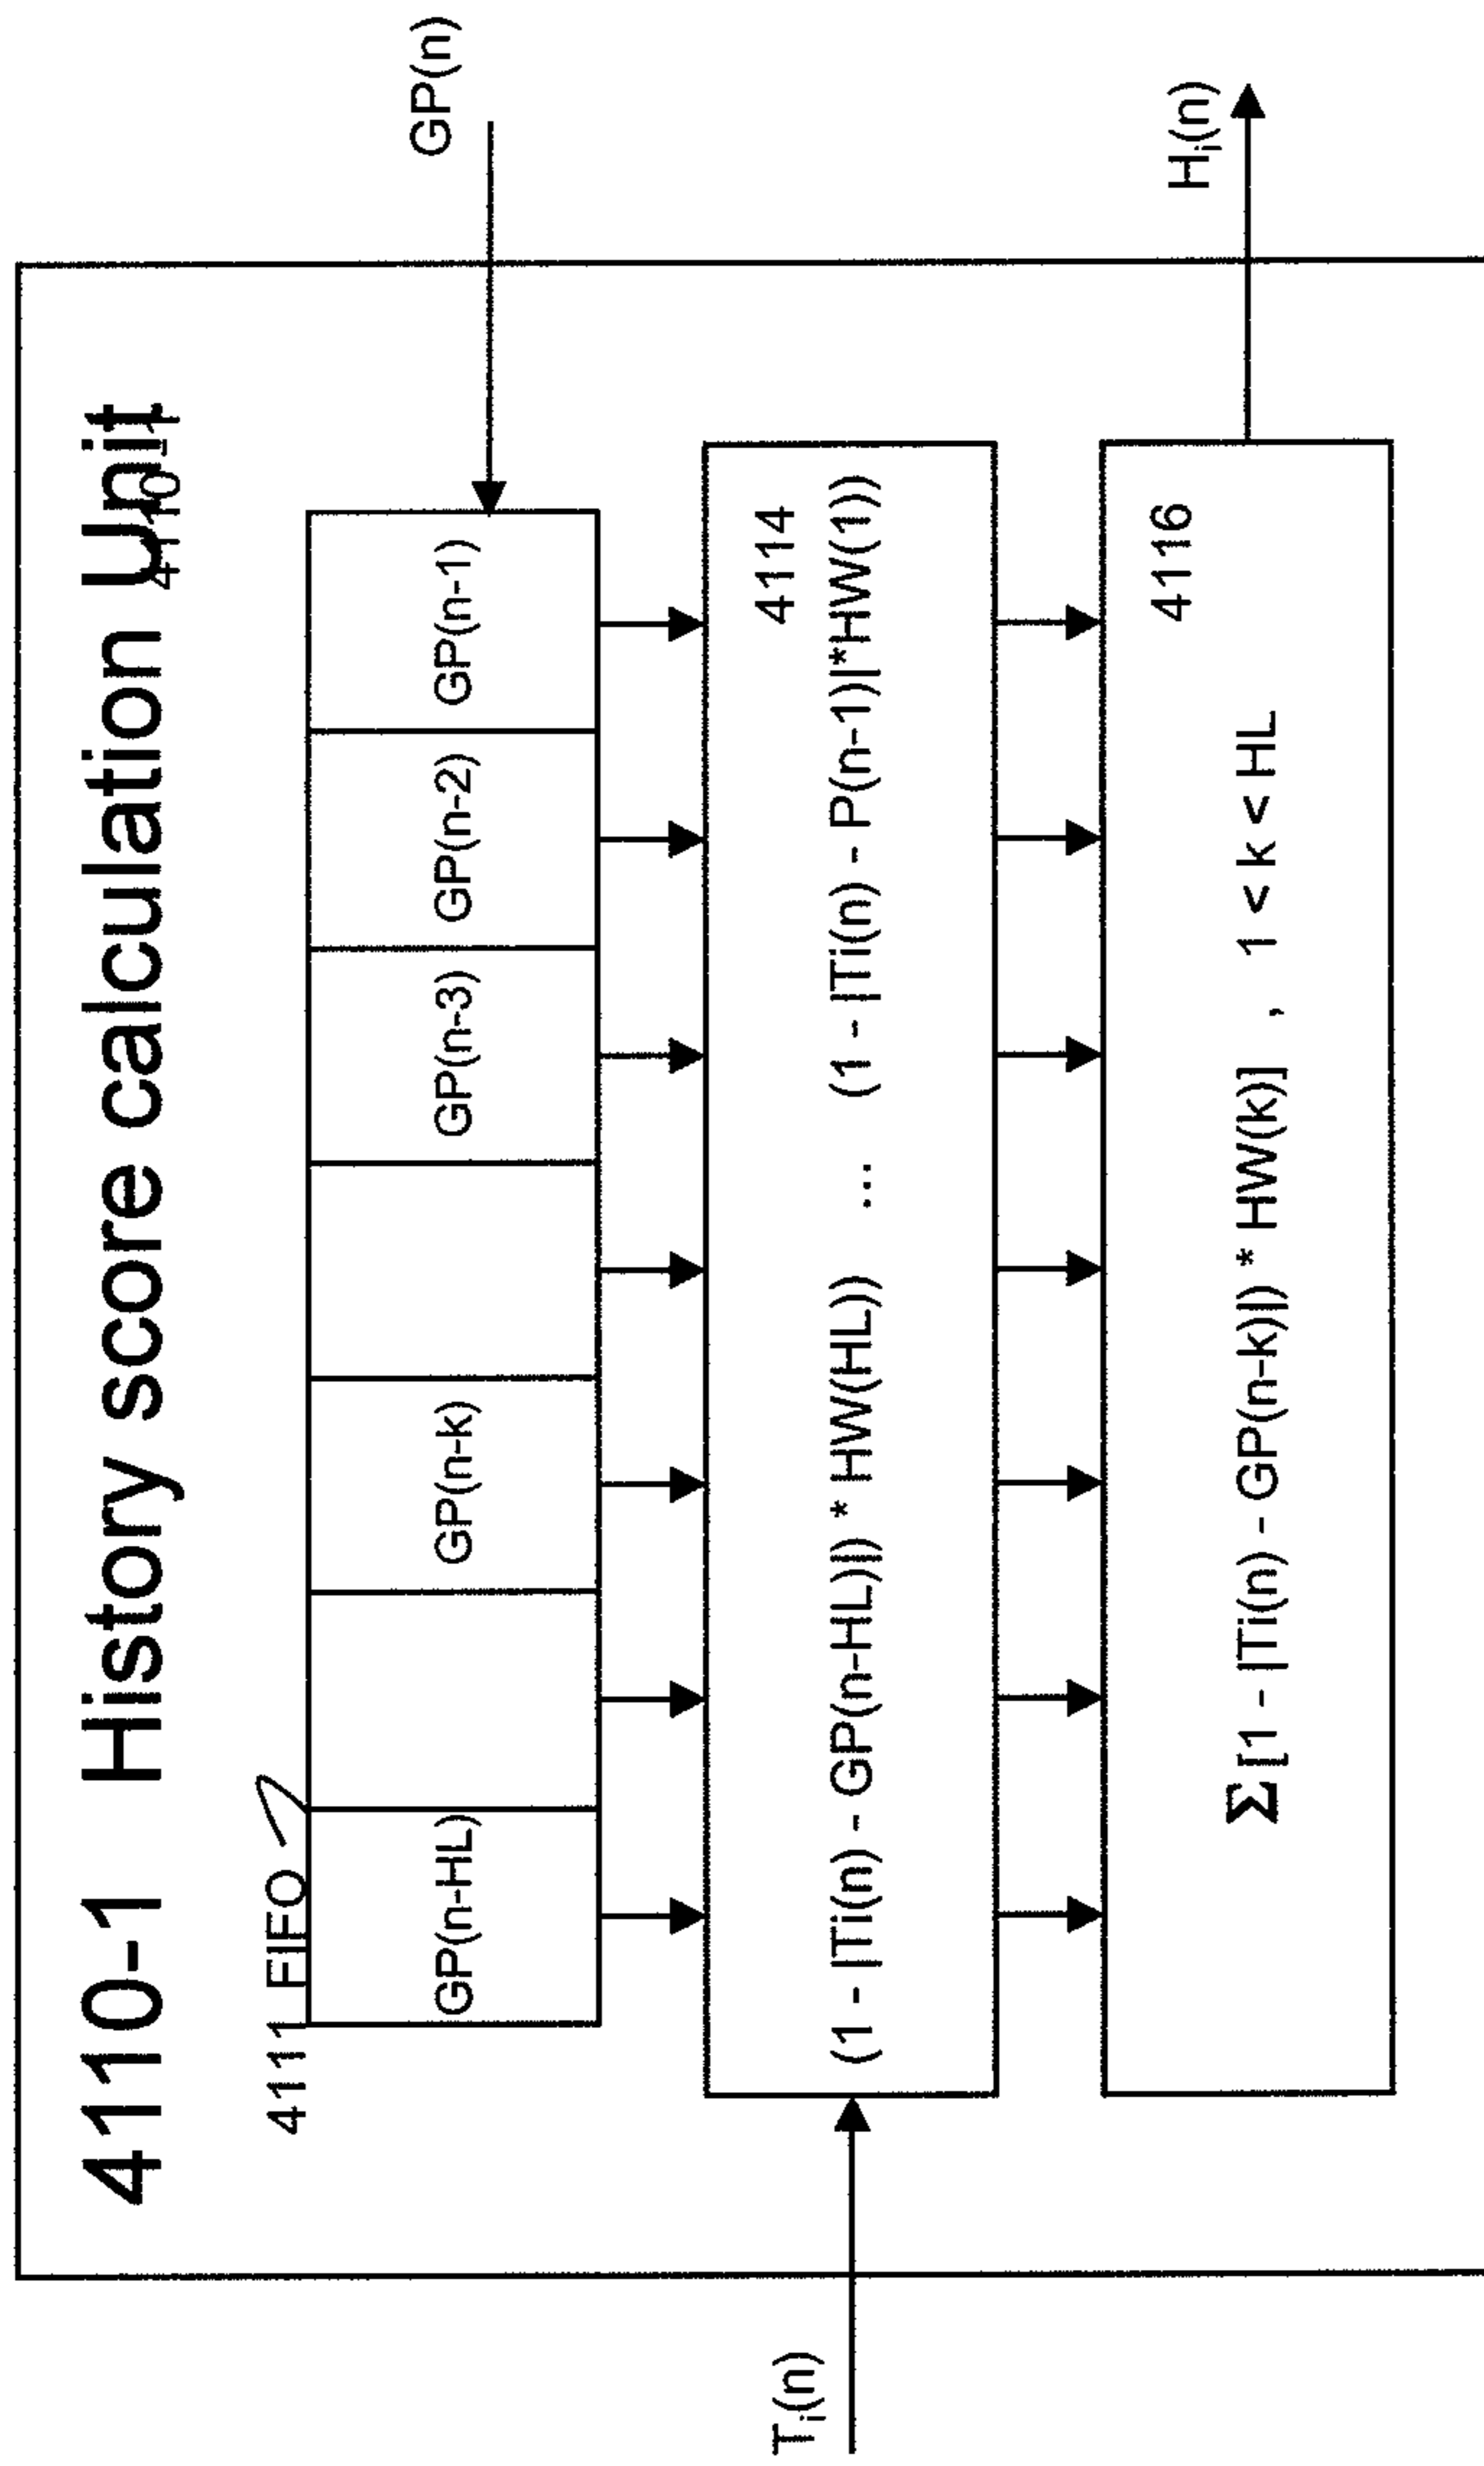 4110-1 History score calculation Unit
4110-1
4111 FIFO
GP(n)
GP(n-HL)
GP(n-k)
GP(n-3)
GP(n-2)
GP(n-1)
4114
Ti(n)
(1 - |Ti(n) - GP(n-HL)|) * HW(HL)) ... (1 - |Ti(n) - P(n-1)|*HW(1))
4116
Σ [1 - |Ti(n) - GP(n-k)|) * HW(k)] , 1 < k < HL
Hi(n)